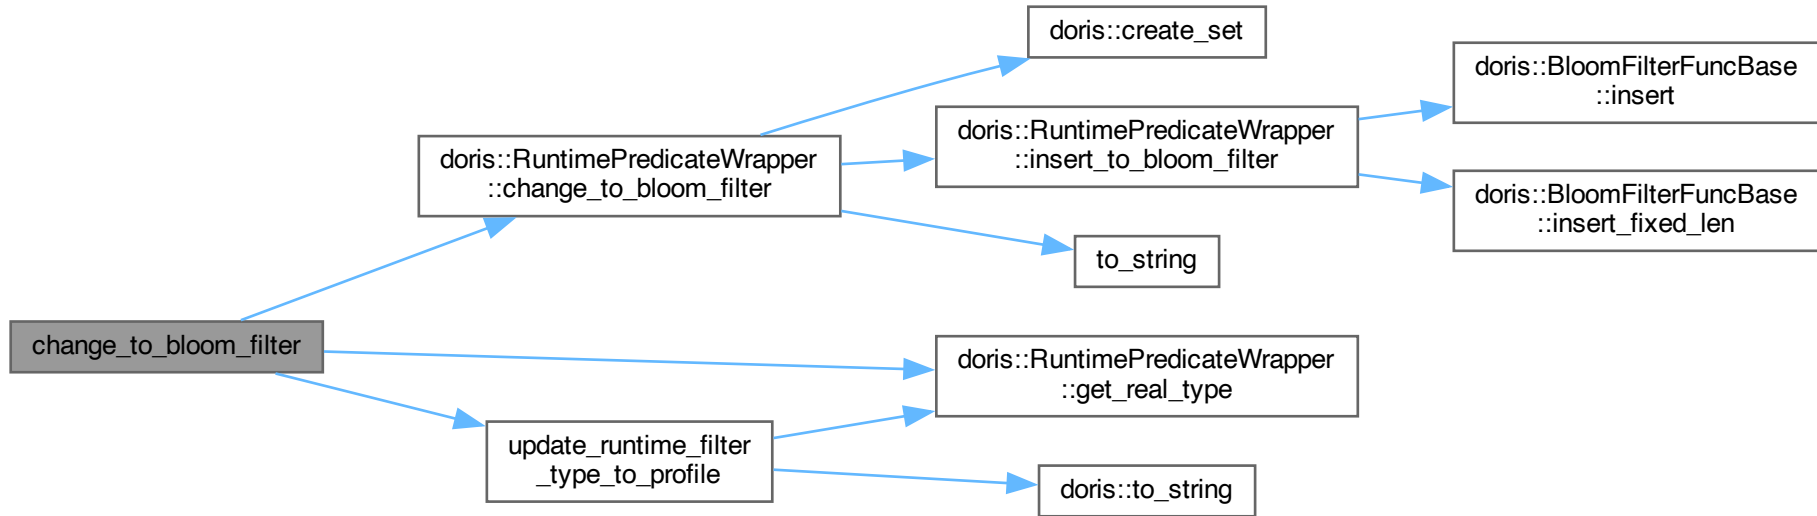 change_to_bloom_filter
doris::RuntimePredicateWrapper
::change_to_bloom_filter
doris::create_set
doris::RuntimePredicateWrapper
::insert_to_bloom_filter
doris::BloomFilterFuncBase
::insert
doris::BloomFilterFuncBase
::insert_fixed_len
to_string
doris::RuntimePredicateWrapper
::get_real_type
update_runtime_filter
_type_to_profile
doris::to_string